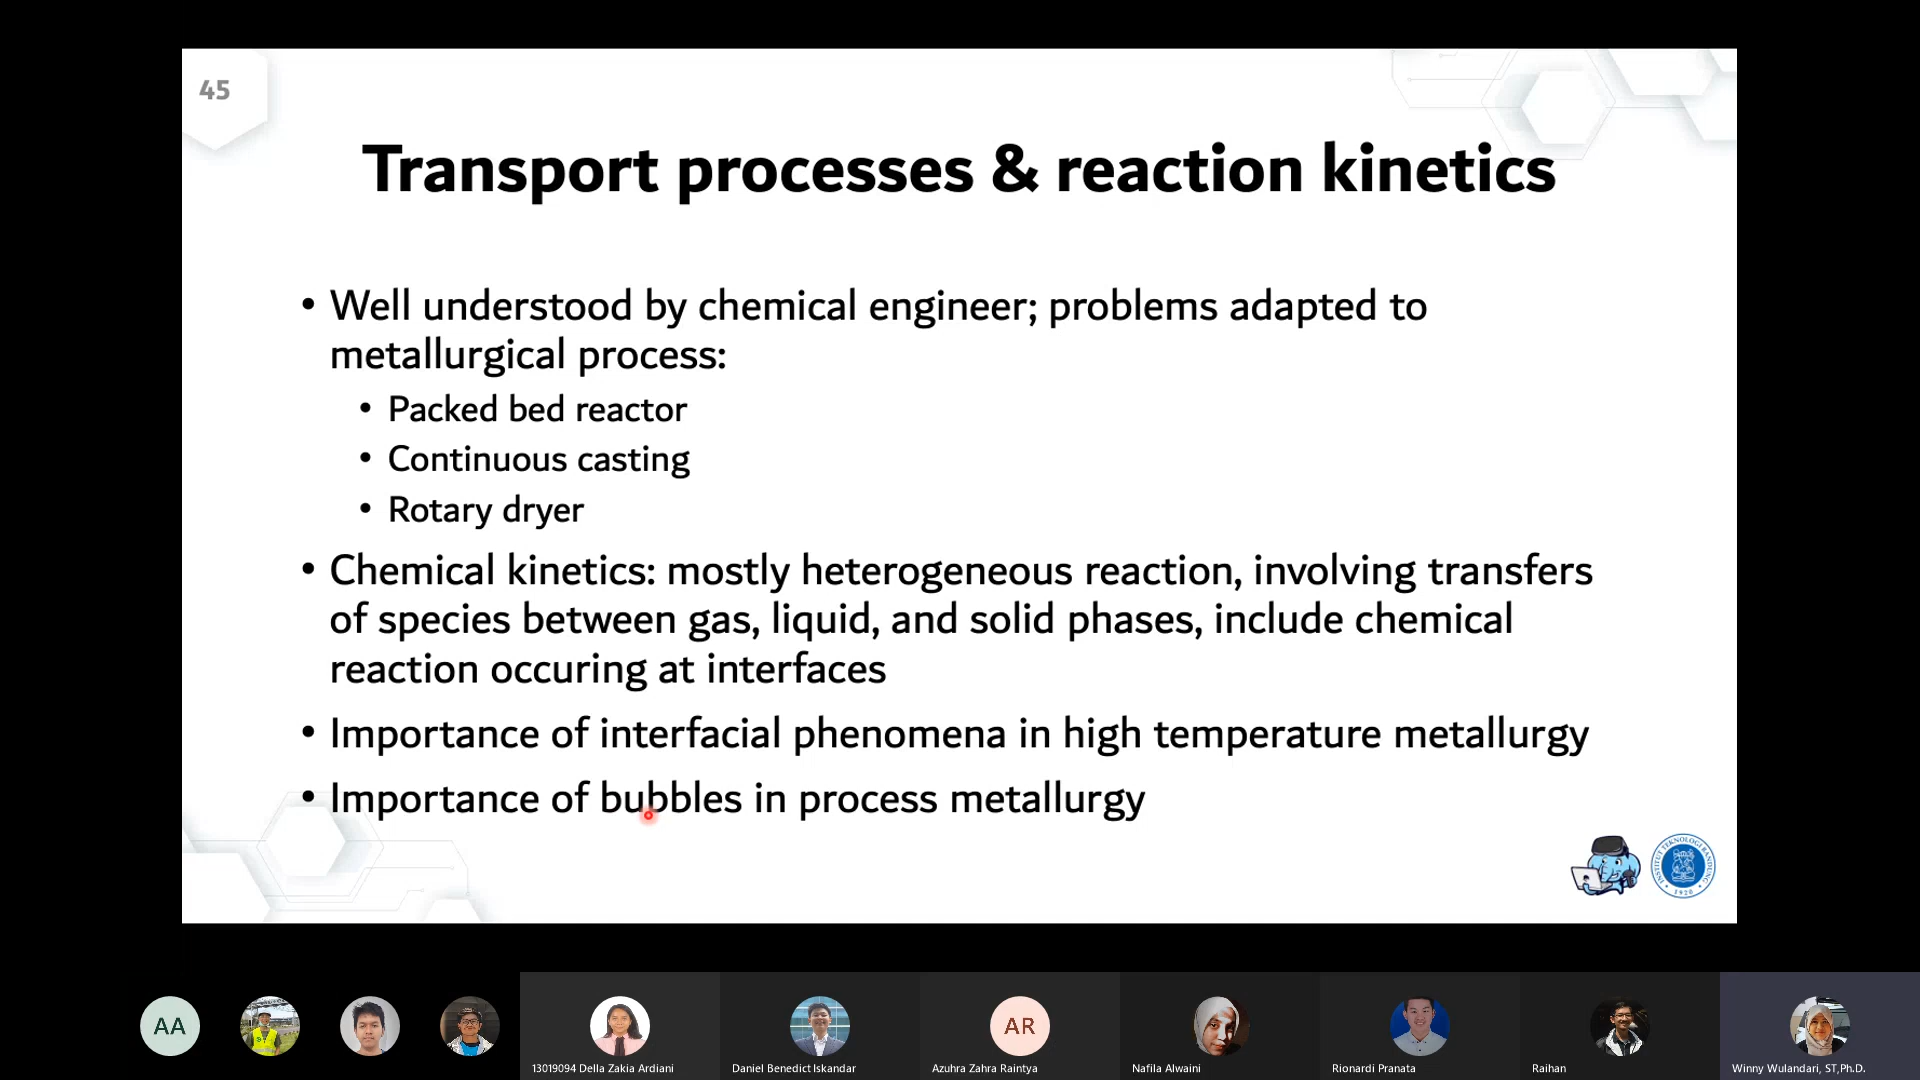 45
Transport processes & reaction kinetics
• Well understood by chemical engineer; problems adapted to
metallurgical process:
• Packed bed reactor
• Continuous casting
• Rotary dryer
• Chemical kinetics: mostly heterogeneous reaction, involving transfers
of species between gas, liquid, and solid phases, include chemical
reaction occuring at interfaces
• Importance of interfacial phenomena in high temperature metallurgy
• Importance of bubbles in process metallurgy
INSTITUT TEKNOLOGI BANDUNG
1920
AA
AR
13019094 Della Zakia Ardiani
Daniel Benedict Iskandar
Azuhra Zahra Raintya
Nafila Alwaini
Rionardi Pranata
Raihan
Winny Wulandari, ST,Ph.D.